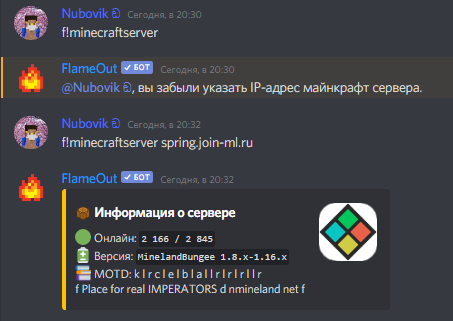 Nubovik Сегодня, в 20:30
f!minecraftserver
FlameOut ✓ БОТ Сегодня, в 20:30
@Nubovik , вы забыли указать IP-адрес майнкрафт сервера.
Nubovik Сегодня, в 20:32
f!minecraftserver spring.join-ml.ru
FlameOut ✓ БОТ Сегодня, в 20:32
Информация о сервере
Онлайн: 2 166 / 2 845
Версия: MinelandBungee 1.8.x-1.16.x
MOTD: k l r c l e l b l a l l r l r l r l l r
f Place for real IMPERATORS d nmineland net f